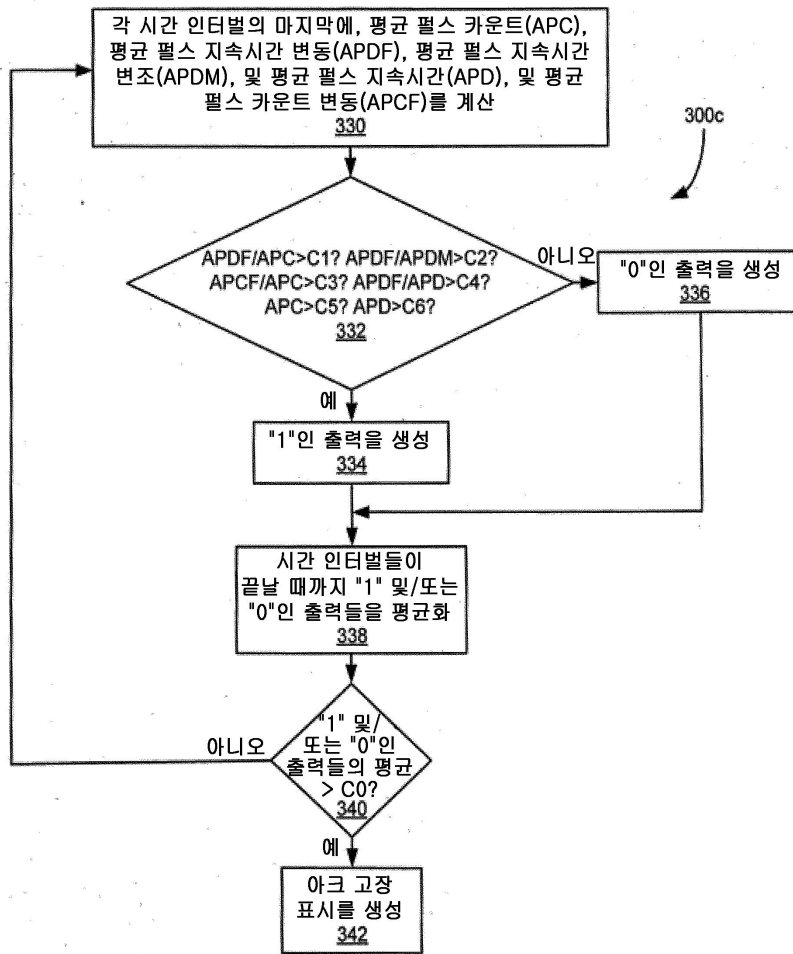 각 시간 인터벌의 마지막에, 평균 펄스 카운트(APC),
평균 펄스 지속시간 변동(APDF), 평균 펄스 지속시간
변조(APDM), 및 평균 펄스 지속시간(APD), 및 평균
펄스 카운트 변동(APCF)를 계산
330
300c
APDF/APC>C1? APDF/APDM>C2?
APCF/APC>C3? APDF/APD>C4?
APC>C5? APD>C6?
332
아니오
"0"인 출력을 생성
336
예
"1"인 출력을 생성
334
시간 인터벌들이
끝날 때까지 "1" 및/또는
"0"인 출력들을 평균화
338
"1" 및/
또는 "0"인
출력들의 평균
> C0?
340
아니오
예
아크 고장
표시를 생성
342